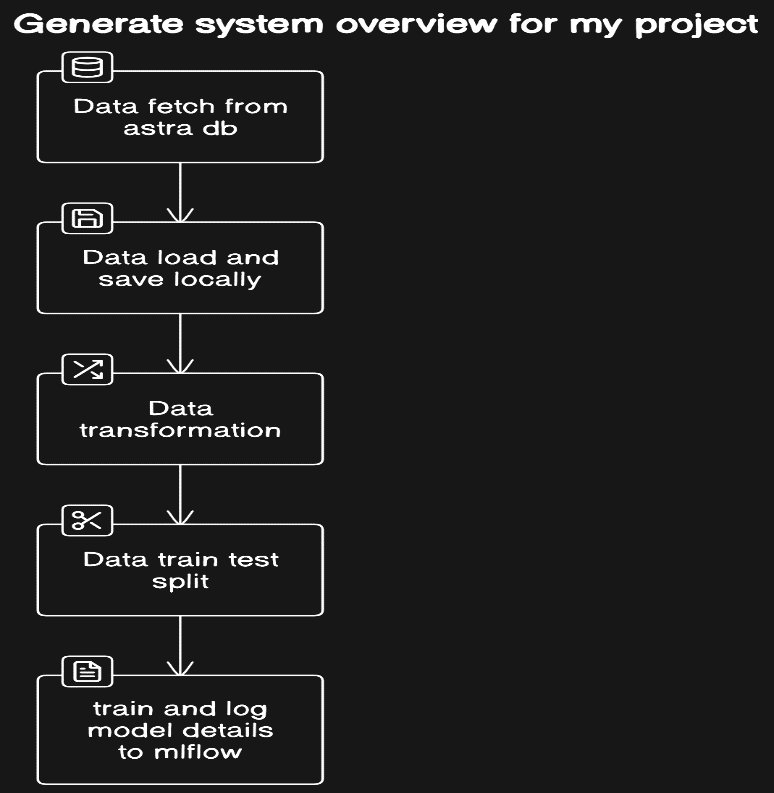 Generate system overview for my project
Data fetch from
astra db
Data load and
save locally
Data
transformation
Data train test
split
train and log
model details
to mlflow